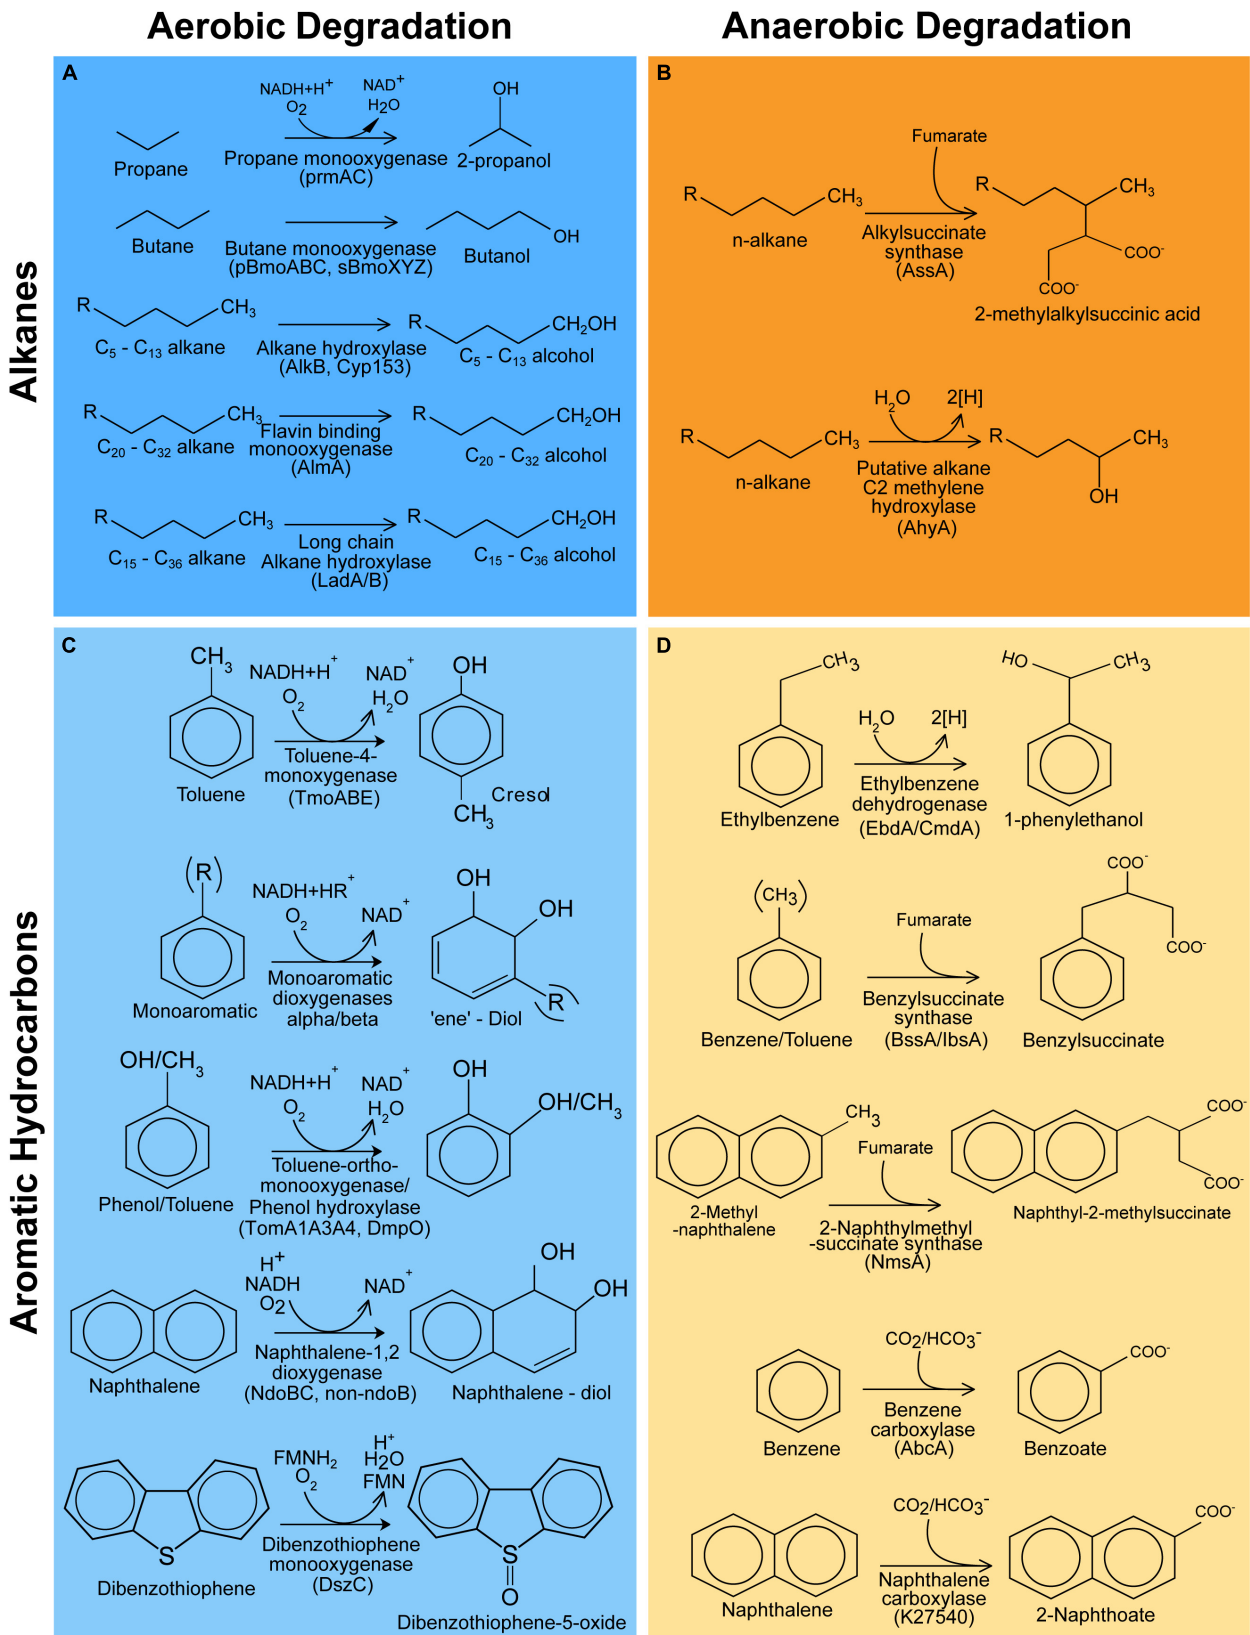 Aerobic Degradation
Anaerobic Degradation
Alkanes
Aromatic Hydrocarbons
A
NADH+H+
NAD+
O2
H2O
OH
Propane
Propane monooxygenase
(prmAC)
2-propanol
Butane
Butane monooxygenase
(pBmoABC, sBmoXYZ)
OH
Butanol
R
CH3
C5 - C13 alkane
Alkane hydroxylase
(AlkB, Cyp153)
R
CH2OH
C5 - C13 alcohol
R
CH3
C20 - C32 alkane
Flavin binding
monooxygenase
(AlmA)
R
CH2OH
C20 - C32 alcohol
R
CH3
C15 - C36 alkane
Long chain
Alkane hydroxylase
(LadA/B)
R
CH2OH
C15 - C36 alcohol
B
R
CH3
n-alkane
Fumarate
Alkylsuccinate
synthase
(AssA)
R
CH3
COO-
COO-
2-methylalkylsuccinic acid
R
CH3
n-alkane
H2O
2[H]
Putative alkane
C2 methylene
hydroxylase
(AhyA)
R
CH3
OH
C
CH3
Toluene
NADH+H+
NAD+
O2
H2O
Toluene-4-
monoxygenase
(TmoABE)
OH
CH3
Cresol
(R)
Monoaromatic
NADH+HR+
O2
NAD+
Monoaromatic
dioxygenases
alpha/beta
OH
OH
R
'ene' - Diol
OH/CH3
Phenol/Toluene
NADH+H+
NAD+
O2
H2O
Toluene-ortho-
monooxygenase/
Phenol hydroxylase
(TomA1A3A4, DmpO)
OH
OH/CH3
Naphthalene
H+
NADH
O2
NAD+
Naphthalene-1,2
dioxygenase
(NdoBC, non-ndoB)
OH
OH
Naphthalene - diol
S
Dibenzothiophene
FMNH2
O2
H+
H2O
FMN
Dibenzothiophene
monooxygenase
(DszC)
S
O
Dibenzothiophene-5-oxide
D
CH3
Ethylbenzene
H2O
2[H]
Ethylbenzene
dehydrogenase
(EbdA/CmdA)
HO
CH3
1-phenylethanol
(CH3)
Benzene/Toluene
Fumarate
Benzylsuccinate
synthase
(BssA/IbsA)
COO-
COO-
Benzylsuccinate
CH3
2-Methyl
-naphthalene
Fumarate
2-Naphthylmethyl
-succinate synthase
(NmsA)
COO-
COO-
Naphthyl-2-methylsuccinate
Benzene
CO2/HCO3-
Benzene
carboxylase
(AbcA)
COO-
Benzoate
Naphthalene
CO2/HCO3-
Naphthalene
carboxylase
(K27540)
COO-
2-Naphthoate